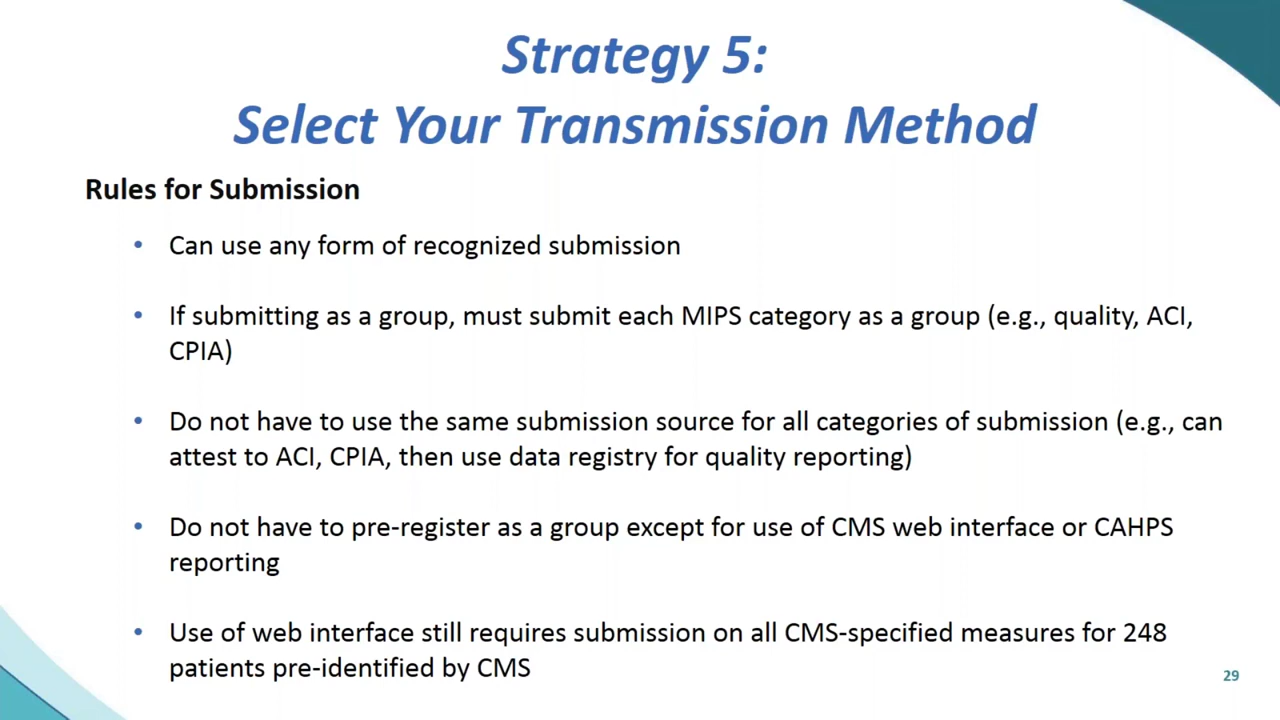 Strategy 5:
Select Your Transmission Method
Rules for Submission
• Can use any form of recognized submission
• If submitting as a group, must submit each MIPS category as a group (e.g., quality, ACI,
CPIA)
• Do not have to use the same submission source for all categories of submission (e.g., can
attest to ACI, CPIA, then use data registry for quality reporting)
• Do not have to pre-register as a group except for use of CMS web interface or CAHPS
reporting
• Use of web interface still requires submission on all CMS-specified measures for 248
patients pre-identified by CMS
29